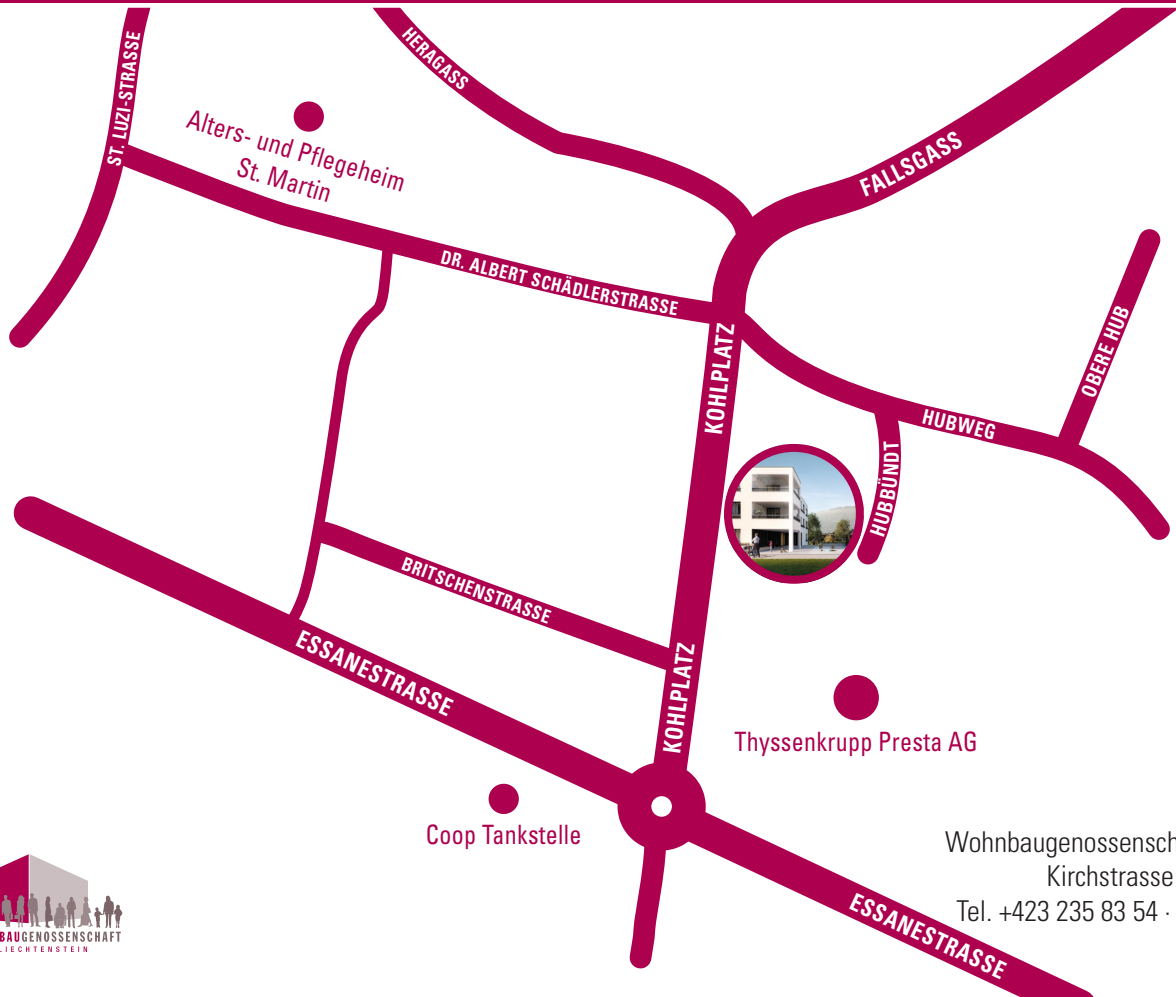 HERAGASS
ST. LUZI-STRASSE
Alters- und Pflegeheim
St. Martin
FALLSGASS
DR. ALBERT SCHÄDLERSTRASSE
KOHLPLATZ
OBERE HUB
HUBWEG
HUBBÜNDT
BRITSCHENSTRASSE
ESSANESTRASSE
KOHLPLATZ
Thyssenkrupp Presta AG
Coop Tankstelle
ESSANESTRASSE
BAUGENOSSENSCHAFT
LIECHTENSTEIN
Wohnbaugenossensch
Kirchstrasse
Tel. +423 235 83 54 ·